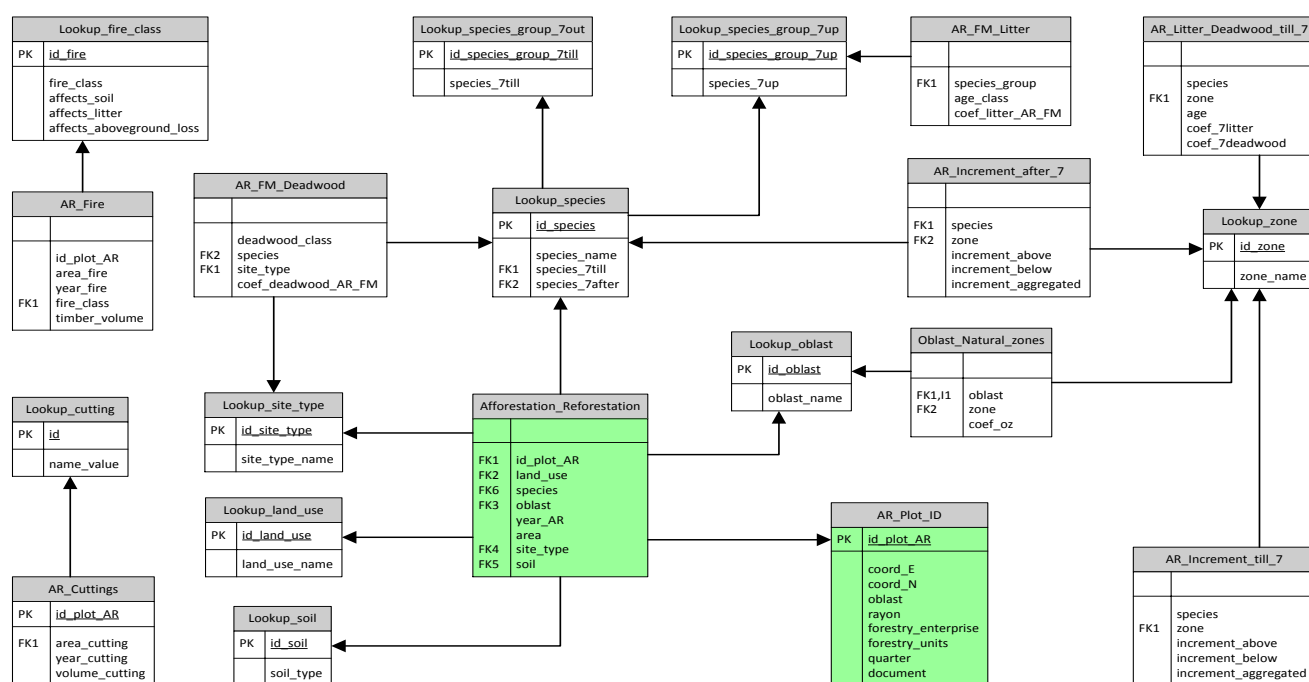 Lookup_fire_class
PK id_fire
fire_class
affects_soil
affects_litter
affects_aboveground_loss
Lookup_species_group_7out
PK id_species_group_7till
species_7till
Lookup_species_group_7up
PK id_species_group_7up
species_7up
AR_FM_Litter
FK1 species_group
age_class
coef_litter_AR_FM
AR_Litter_Deadwood_till_7
species
FK1 zone
age
coef_7litter
coef_7deadwood
AR_Fire
id_plot_AR
area_fire
year_fire
FK1 fire_class
timber_volume
AR_FM_Deadwood
deadwood_class
FK2 species
FK1 site_type
coef_deadwood_AR_FM
Lookup_species
PK id_species
species_name
FK1 species_7till
FK2 species_7after
AR_Increment_after_7
FK1 species
FK2 zone
increment_above
increment_below
increment_aggregated
Lookup_zone
PK id_zone
zone_name
Lookup_oblast
PK id_oblast
oblast_name
Oblast_Natural_zones
FK1,I1 oblast
FK2 zone
coef_oz
Lookup_cutting
PK id
name_value
Lookup_site_type
PK id_site_type
site_type_name
Afforestation_Reforestation
FK1 id_plot_AR
FK2 land_use
FK6 species
FK3 oblast
year_AR
area
FK4 site_type
FK5 soil
Lookup_land_use
PK id_land_use
land_use_name
AR_Plot_ID
PK id_plot_AR
coord_E
coord_N
oblast
rayon
forestry_enterprise
forestry_units
quarter
document
AR_Cuttings
PK id_plot_AR
FK1 area_cutting
year_cutting
volume_cutting
Lookup_soil
PK id_soil
soil_type
AR_Increment_till_7
species
FK1 zone
increment_above
increment_below
increment_aggregated